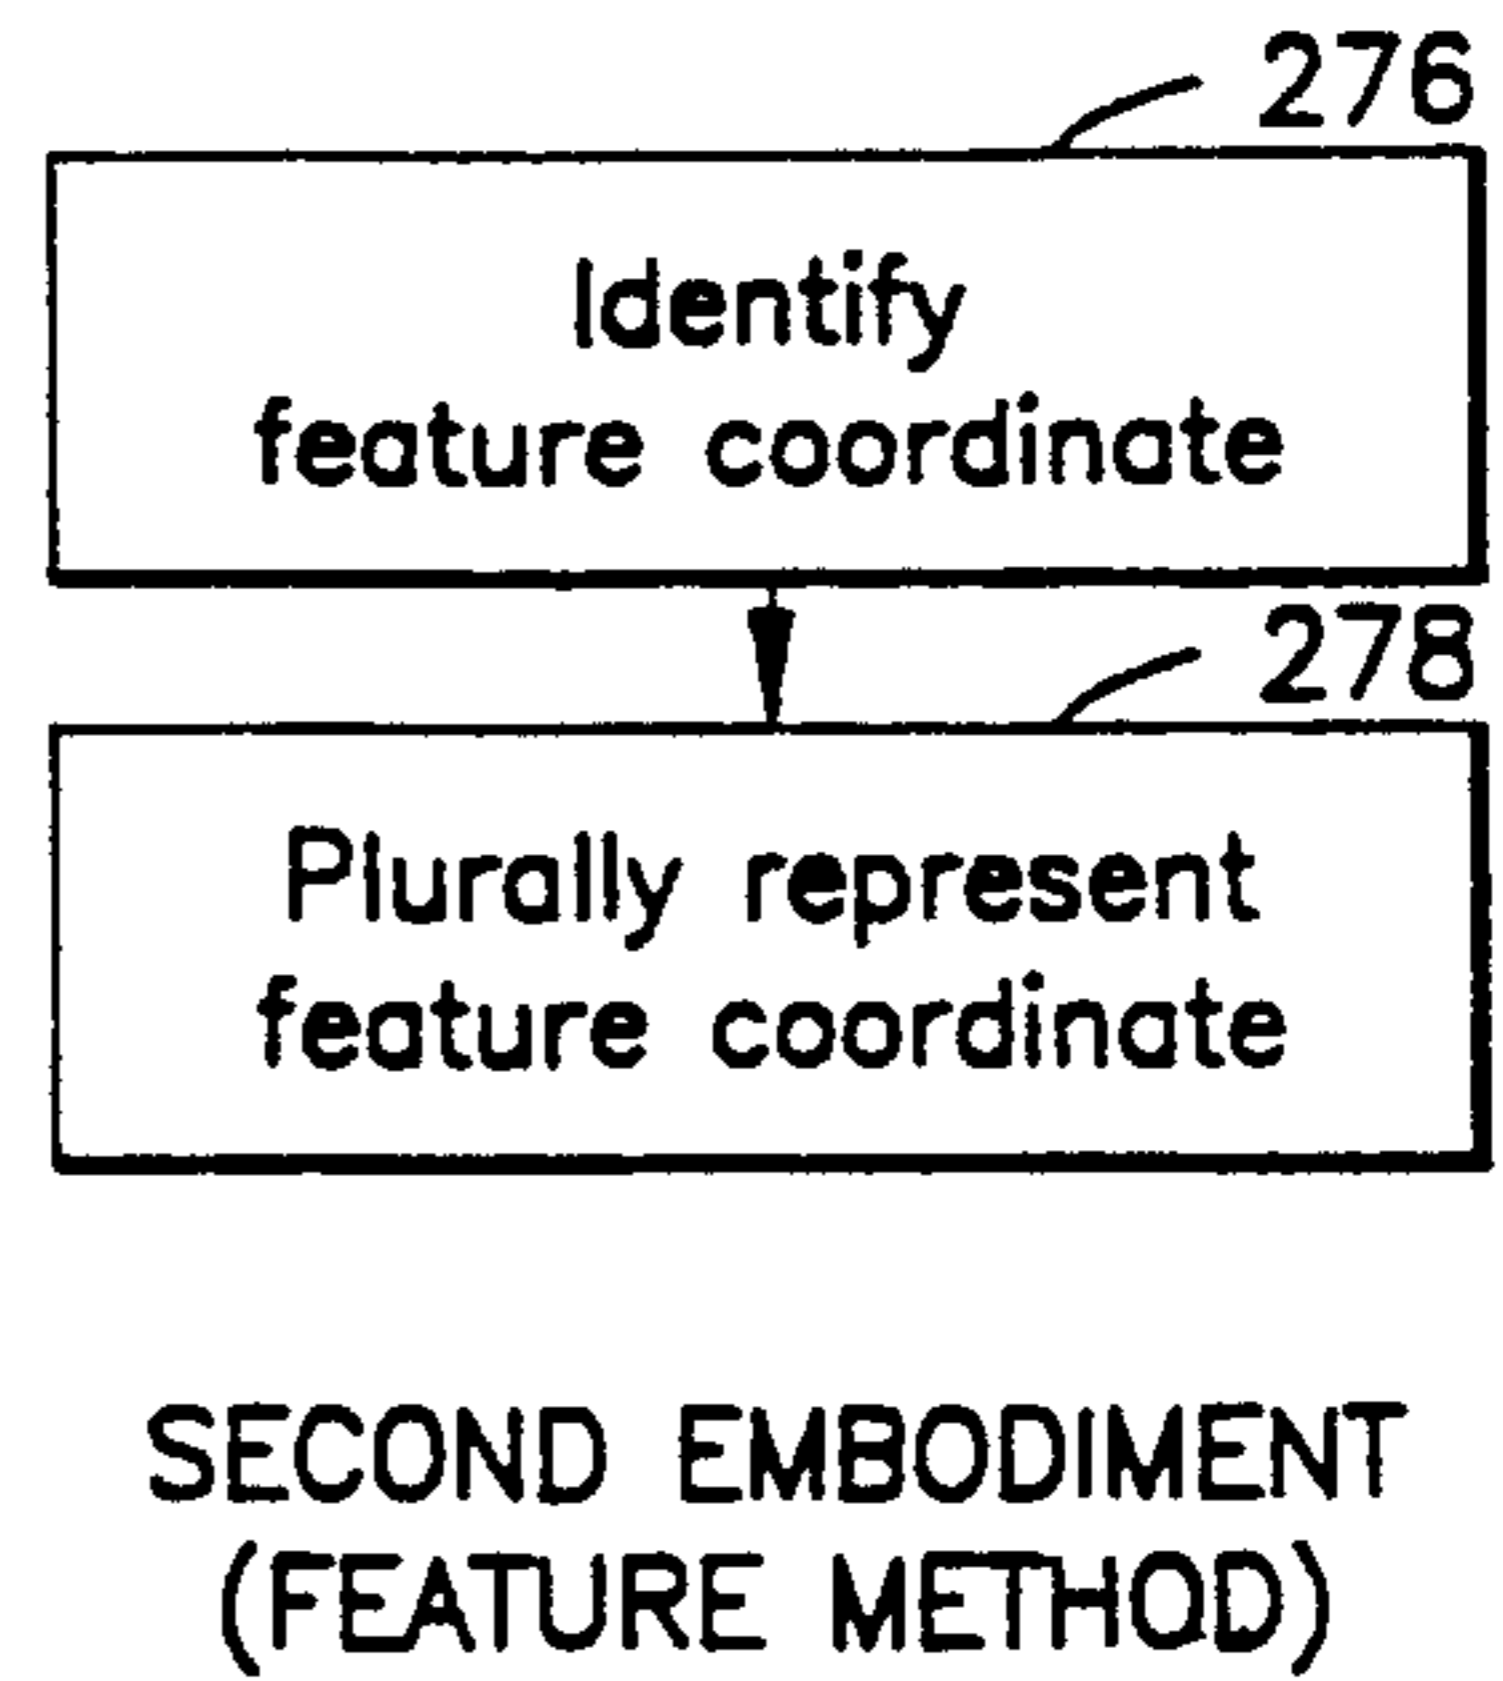 276
Identify
feature coordinate
278
Plurally represent
feature coordinate
SECOND EMBODIMENT
(FEATURE METHOD)